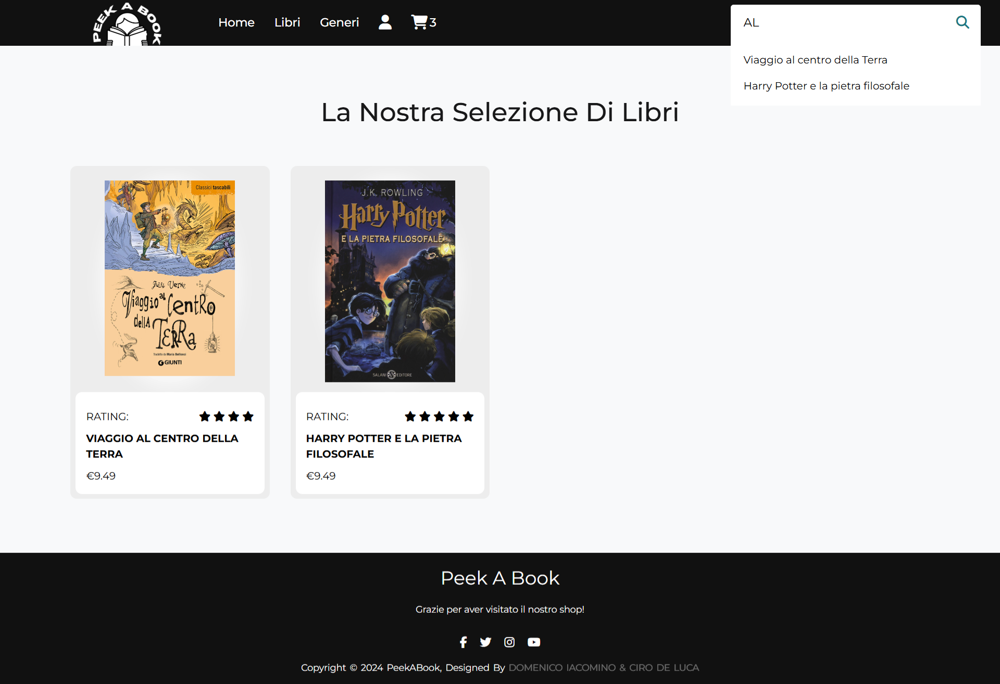 PEEK A BOOK
Home
Libri
Generi
3
AL
Viaggio al centro della Terra
Harry Potter e la pietra filosofale
La Nostra Selezione Di Libri
Classici tascabili
Jules Verne
Viaggio al Centro
della Terra
Tradotto da Maria Bellonci
GIUNTI
J.K. ROWLING
Harry Potter
E LA PIETRA FILOSOFALE
SALANI EDITORE
RATING:
VIAGGIO AL CENTRO DELLA
TERRA
€9.49
RATING:
HARRY POTTER E LA PIETRA
FILOSOFALE
€9.49
Peek A Book
Grazie per aver visitato il nostro shop!
Copyright © 2024 PeekABook, Designed By DOMENICO IACOMINO & CIRO DE LUCA